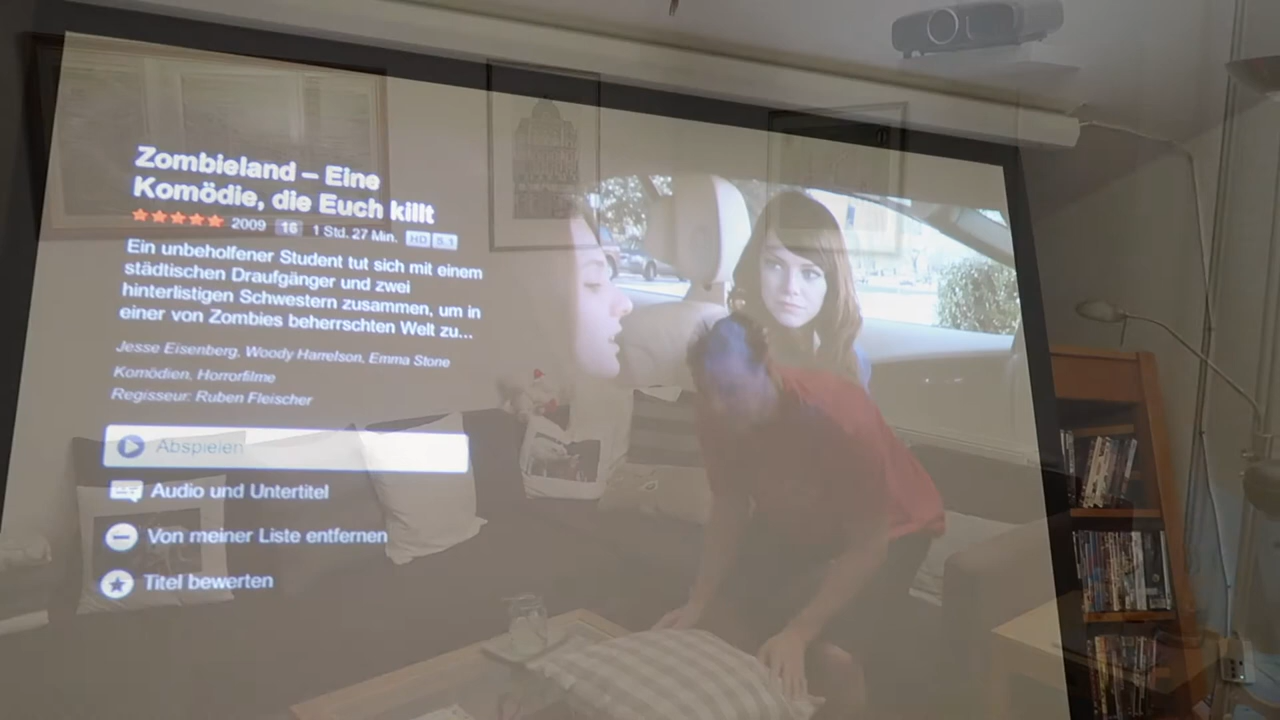 Zombieland – Eine
Komödie, die Euch killt
2009 16 1 Std. 27 Min. HD 5.1
Ein unbeholfener Student tut sich mit einem
städtischen Draufgänger und zwei
hinterlistigen Schwestern zusammen, um in
einer von Zombies beherrschten Welt zu...
Jesse Eisenberg, Woody Harrelson, Emma Stone
Komödien, Horrorfilme
Regisseur: Ruben Fleischer
Abspielen
Audio und Untertitel
Von meiner Liste entfernen
Titel bewerten